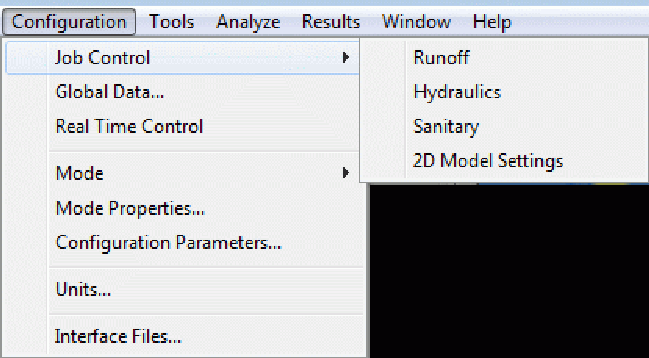 Configuration Tools Analyze Results Window Help
Job Control
Runoff
Global Data...
Hydraulics
Real Time Control
Sanitary
2D Model Settings
Mode
Mode Properties...
Configuration Parameters...
Units...
Interface Files...